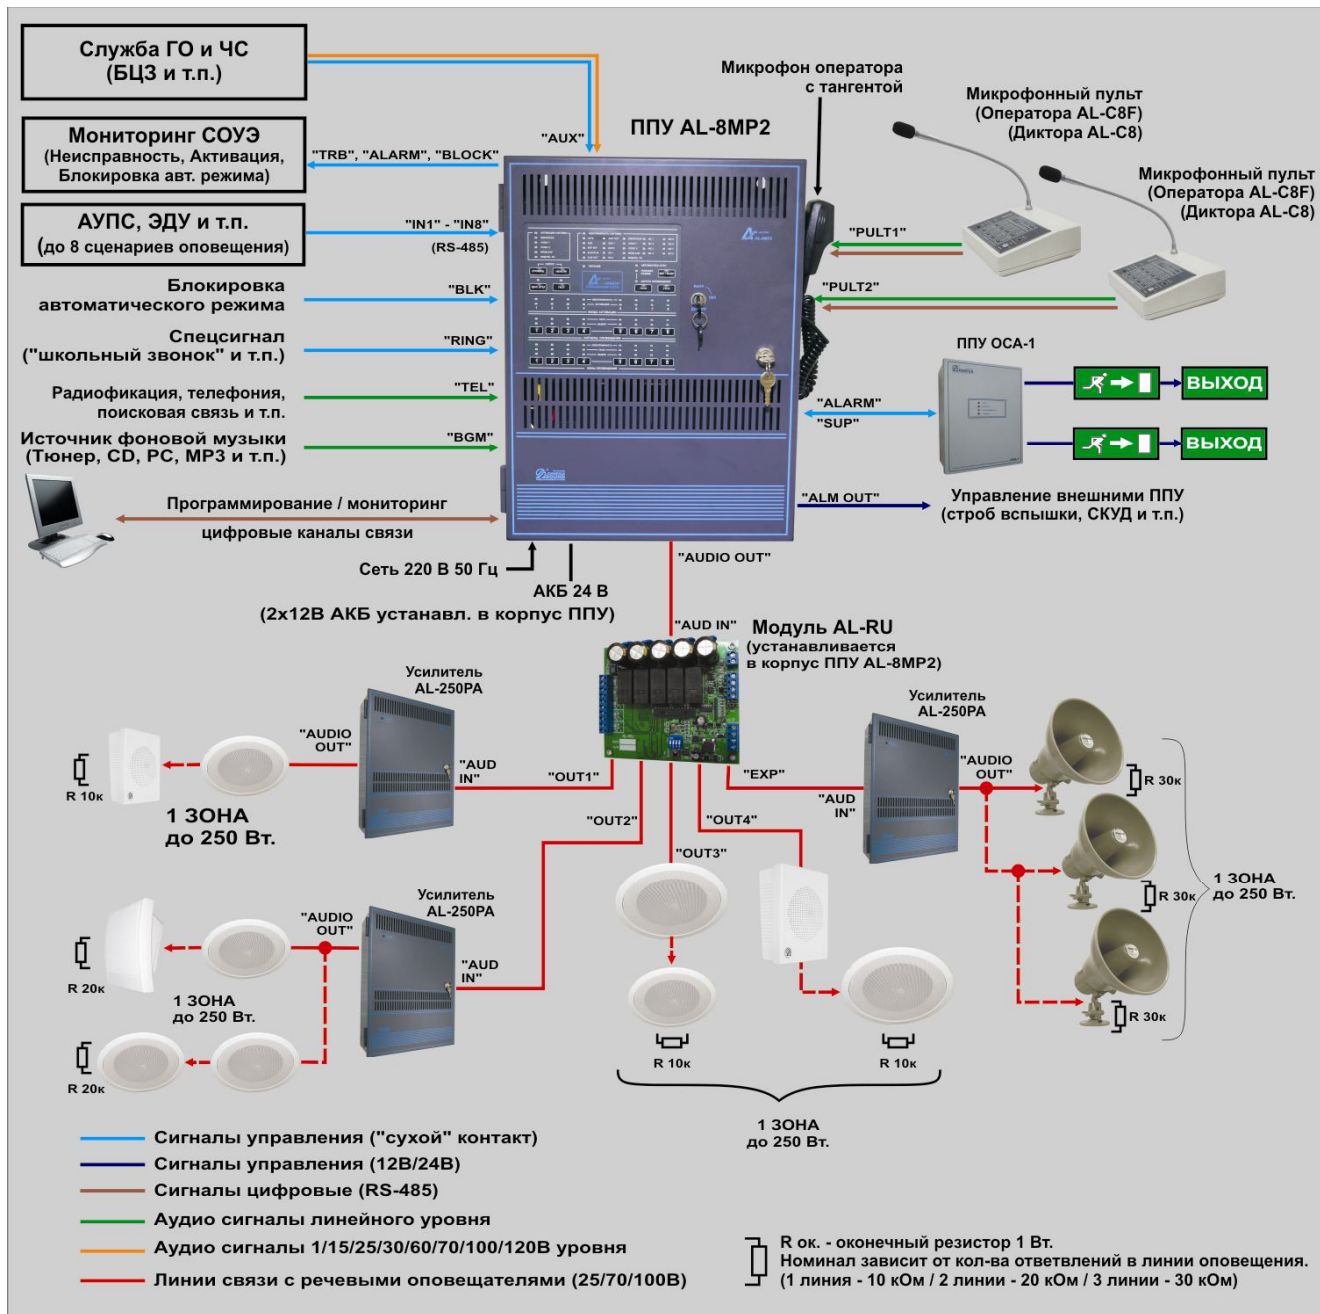 Служба ГО и ЧС
(БЦЗ и т.п.)
"AUX"
ППУ AL-8MP2
Микрофон оператора
с тангентой
Микрофонный пульт
(Оператора AL-C8F)
(Диктора AL-C8)
Микрофонный пульт
(Оператора AL-C8F)
(Диктора AL-C8)
Мониторинг СОУЭ
(Неисправность, Активация,
Блокировка авт. режима)
"TRB", "ALARM", "BLOCK"
АУПС, ЭДУ и т.п.
(до 8 сценариев оповещения)
"IN1" - "IN8"
(RS-485)
"PULT1"
"PULT2"
Блокировка
автоматического режима
"BLK"
Спецсигнал
("школьный звонок" и т.п.)
"RING"
Радиофикация, телефония,
поисковая связь и т.п.
"TEL"
Источник фоновой музыки
(Тюнер, CD, PC, MP3 и т.п.)
"BGM"
ППУ ОСА-1
"ALARM"
"SUP"
ВЫХОД
ВЫХОД
"ALM OUT"
Управление внешними ППУ
(строб вспышки, СКУД и т.п.)
Программирование / мониторинг
цифровые каналы связи
Сеть 220 В 50 Гц
АКБ 24 В
(2х12В АКБ устанавл. в корпус ППУ)
"AUDIO OUT"
"AUD IN"
Модуль AL-RU
(устанавливается
в корпус ППУ AL-8MP2)
Усилитель
AL-250PA
"AUDIO
OUT"
"AUD
IN"
"OUT1"
R 10к
1 ЗОНА
до 250 Вт.
"OUT2"
"OUT3"
"OUT4"
"EXP"
Усилитель
AL-250PA
"AUD
IN"
"AUDIO
OUT"
R 30к
R 30к
R 30к
1 ЗОНА
до 250 Вт.
Усилитель
AL-250PA
"AUDIO
OUT"
"AUD
IN"
R 20к
1 ЗОНА
до 250 Вт.
R 20к
R 10к
R 10к
1 ЗОНА
до 250 Вт.
Сигналы управления ("сухой" контакт)
Сигналы управления (12В/24В)
Сигналы цифровые (RS-485)
Аудио сигналы линейного уровня
Аудио сигналы 1/15/25/30/60/70/100/120В уровня
Линии связи с речевыми оповещателями (25/70/100В)
R ок. - оконечный резистор 1 Вт.
Номинал зависит от кол-ва ответвлений в линии оповещения.
(1 линия - 10 кОм / 2 линии - 20 кОм / 3 линии - 30 кОм)